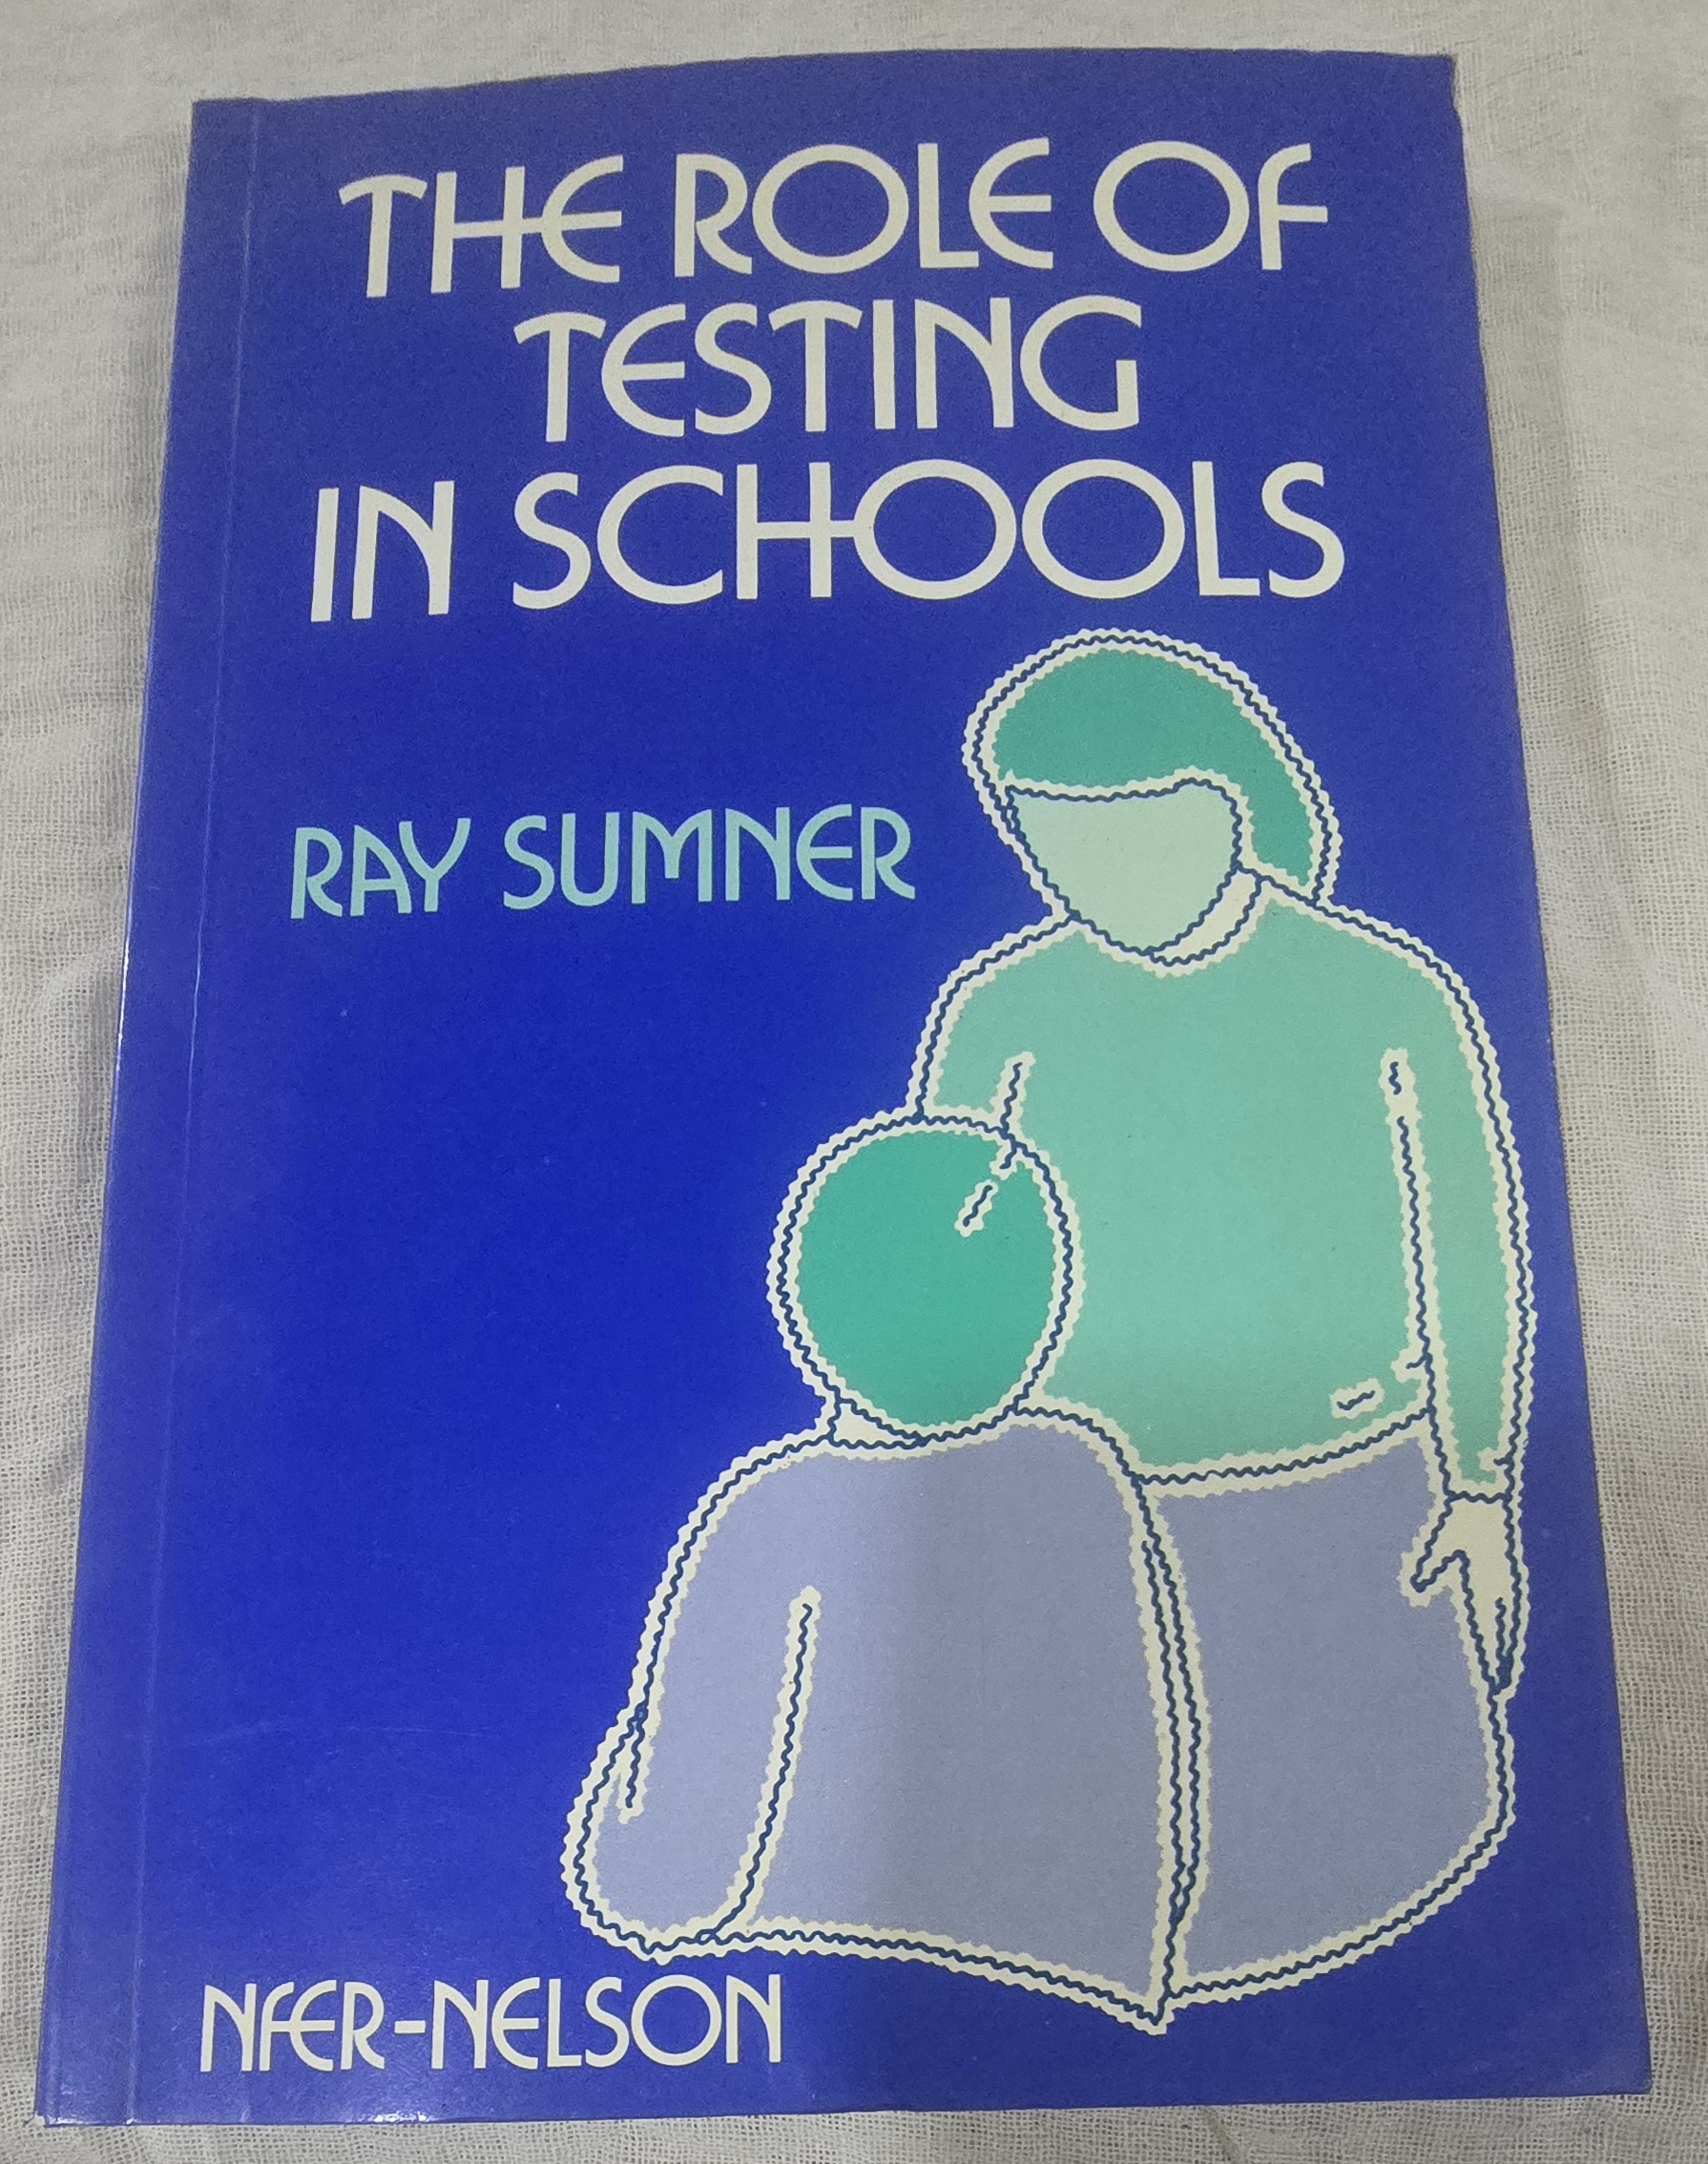 THE ROLE OF
TESTING
IN SCHOOLS
RAY SUMNER
NFER-NELSON